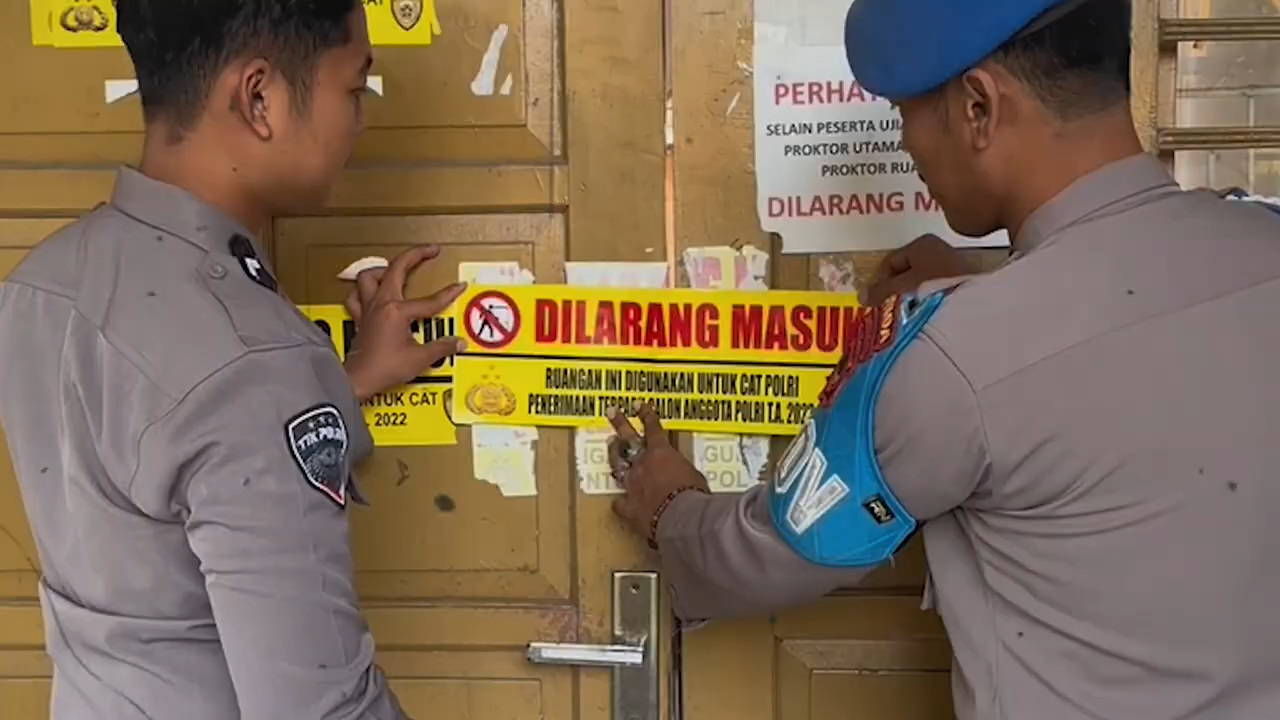 PERHA
SELAIN PESERTA UJI
PROKTOR UTAMA
PROKTOR RUA
DILARANG M
DILARANG MASUK
RUANGAN INI DIGUNAKAN UNTUK CAT POLRI
PENERIMAAN TERPADU CALON ANGGOTA POLRI T.A. 2022
UNTUK CAT
2022
TIK POLRI